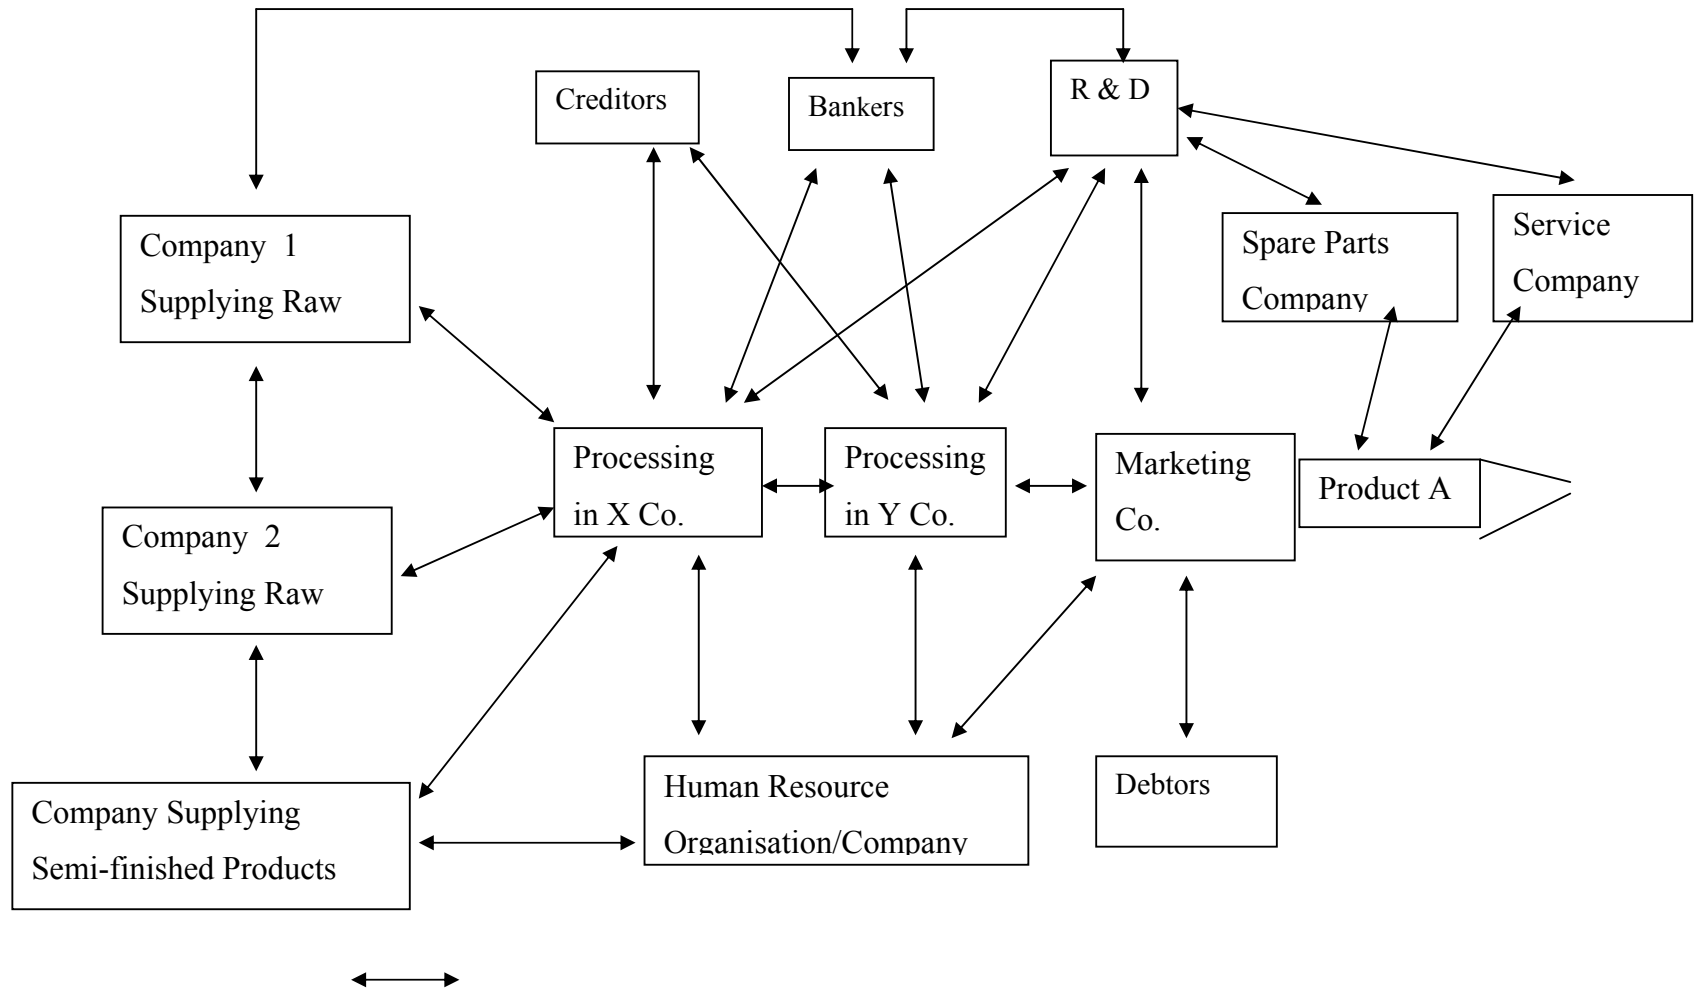 Creditors
Bankers
R & D
Company 1
Supplying Raw
Spare Parts
Company
Service
Company
Processing
in X Co.
Processing
in Y Co.
Marketing
Co.
Product A
Company 2
Supplying Raw
Company Supplying
Semi-finished Products
Human Resource
Organisation/Company
Debtors